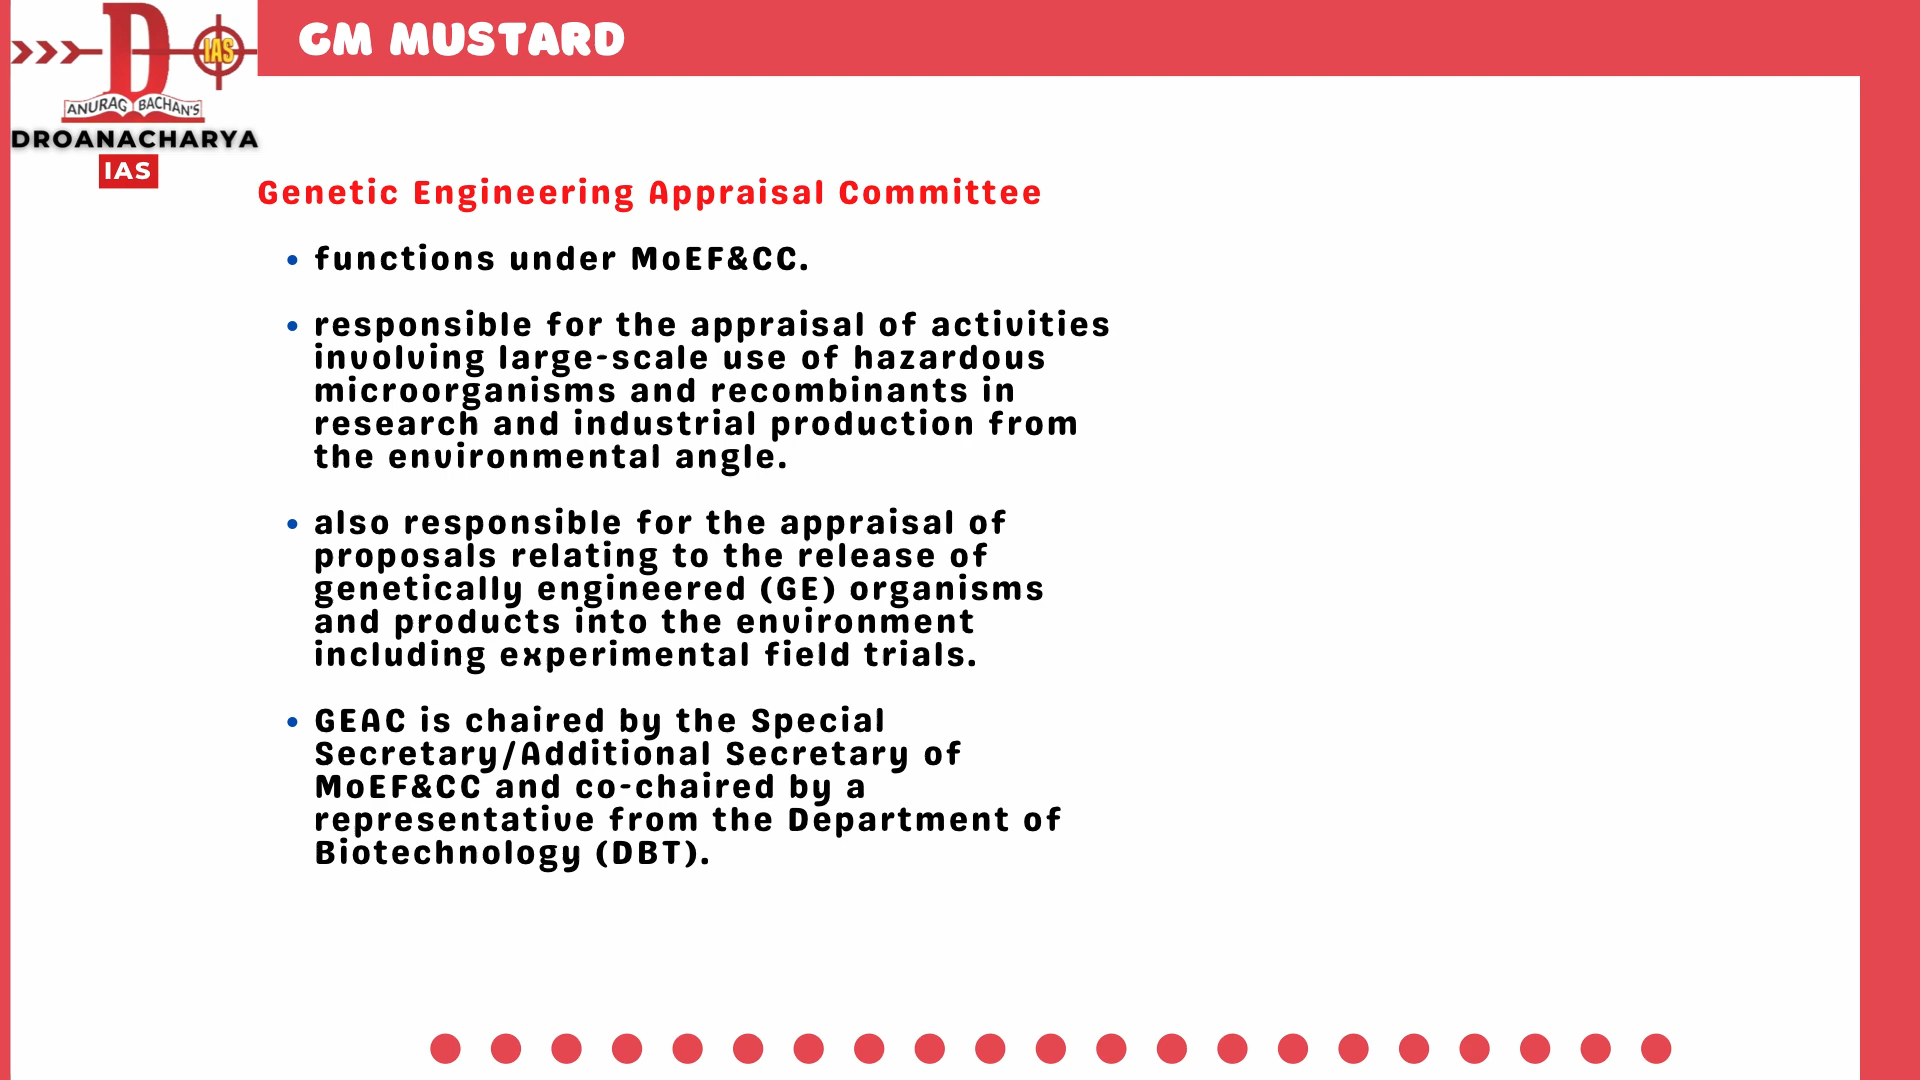 GM MUSTARD
D
IAS
ANURAG BACHAN'S
DROANACHARYA
IAS
Genetic Engineering Appraisal Committee
• functions under MoEF&CC.
• responsible for the appraisal of activities
involving large-scale use of hazardous
microorganisms and recombinants in
research and industrial production from
the environmental angle.
• also responsible for the appraisal of
proposals relating to the release of
genetically engineered (GE) organisms
and products into the environment
including experimental field trials.
• GEAC is chaired by the Special
Secretary/Additional Secretary of
MoEF&CC and co-chaired by a
representative from the Department of
Biotechnology (DBT).